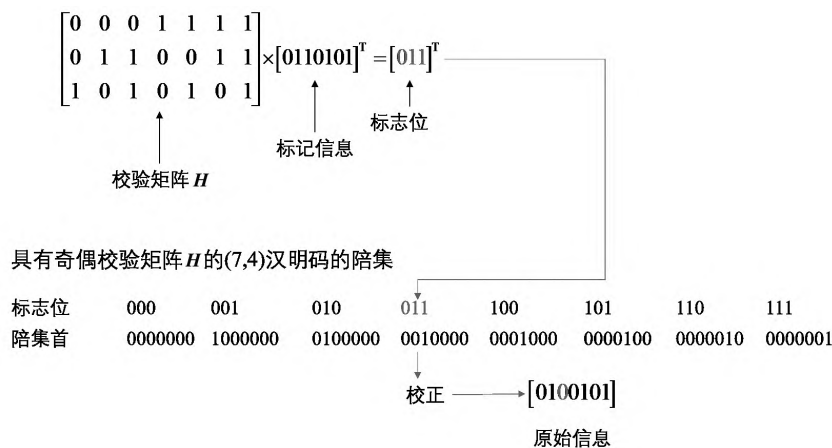 0 0 0 1 1 1 1
0 1 1 0 0 1 1 ×[0110101]ᵀ=[011]ᵀ
1 0 1 0 1 0 1
标志位
标记信息
校验矩阵H
具有奇偶校验矩阵H的(7,4)汉明码的陪集
标志位 000 001 010 011 100 101 110 111
陪集首 0000000 1000000 0100000 0010000 0001000 0000100 0000010 0000001
校正 [0100101]
原始信息